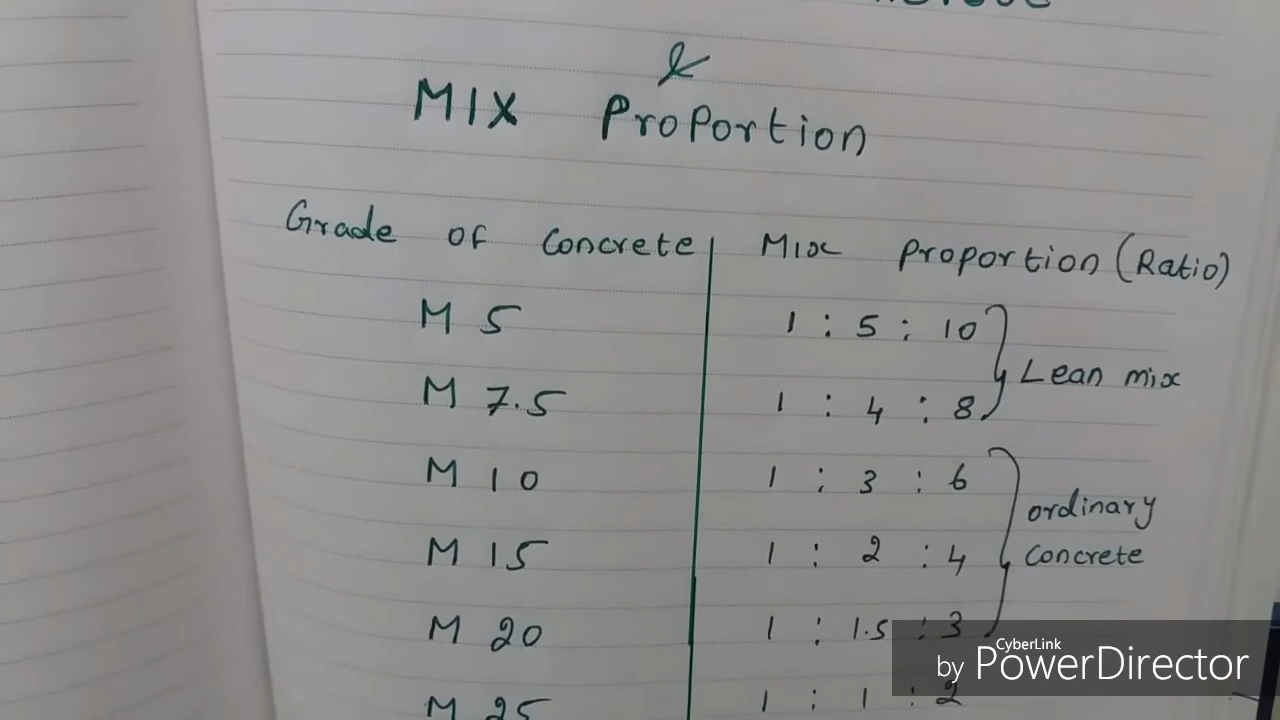 &
MIX Proportion
Grade of Concrete Mix Proportion (Ratio)
M 5 1 : 5 : 10
Lean mix
M 7.5 1 : 4 : 8
M 10 1 : 3 : 6
ordinary
M 15 1 : 2 : 4 Concrete
M 20 1 : 1.5 : 3
CyberLink
by PowerDirector
M 25 1 : 1 : 2